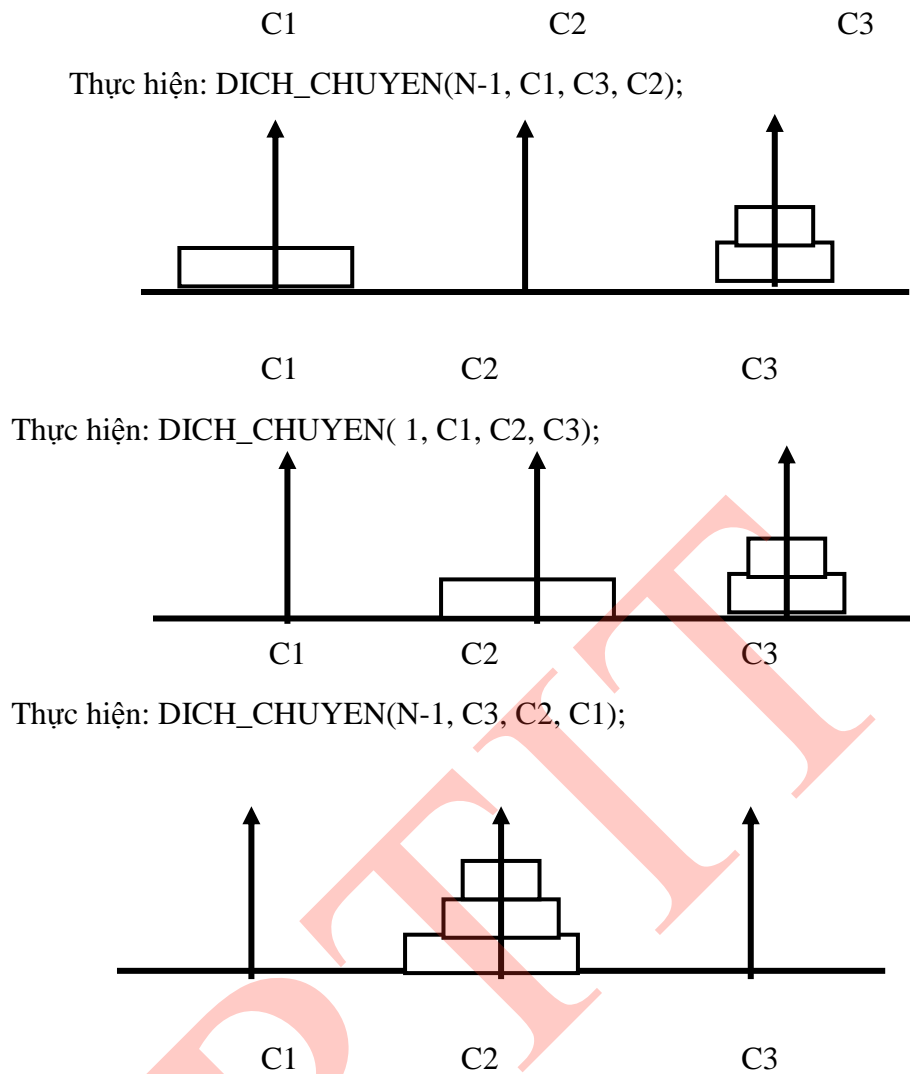 C1 C2 C3
Thực hiện: DICH_CHUYEN(N-1, C1, C3, C2);
C1 C2 C3
Thực hiện: DICH_CHUYEN( 1, C1, C2, C3);
C1 C2 C3
Thực hiện: DICH_CHUYEN(N-1, C3, C2, C1);
C1 C2 C3
PTIT